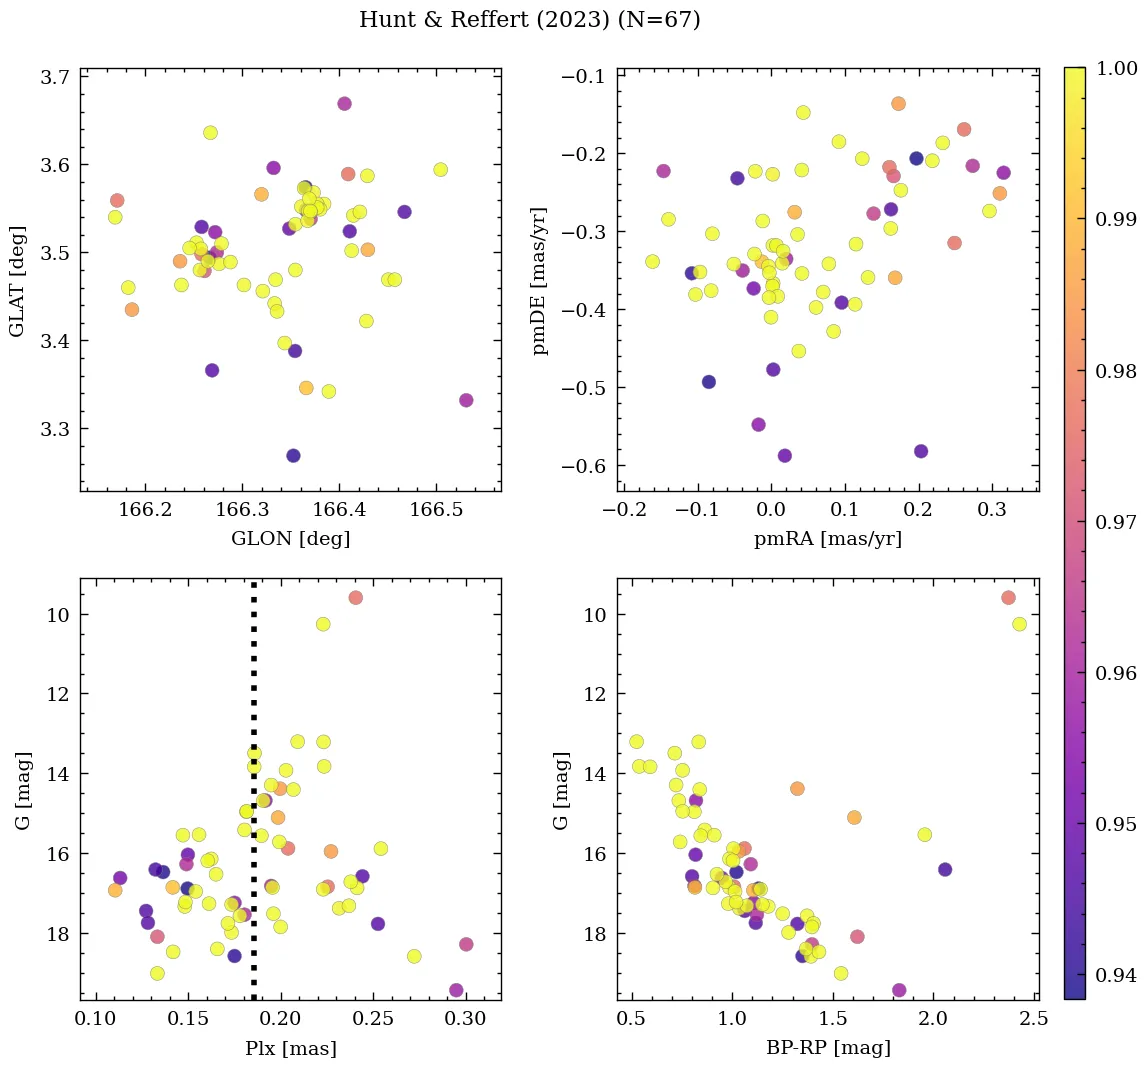 Hunt & Reffert (2023) (N=67)
3.7
3.6
3.5
3.4
3.3
GLAT [deg]
166.2 166.3 166.4 166.5
GLON [deg]
−0.1
−0.2
−0.3
−0.4
−0.5
−0.6
pmDE [mas/yr]
−0.2 −0.1 0.0 0.1 0.2 0.3
pmRA [mas/yr]
10
12
14
16
18
G [mag]
0.10 0.15 0.20 0.25 0.30
Plx [mas]
10
12
14
16
18
G [mag]
0.5 1.0 1.5 2.0 2.5
BP-RP [mag]
1.00
0.99
0.98
0.97
0.96
0.95
0.94